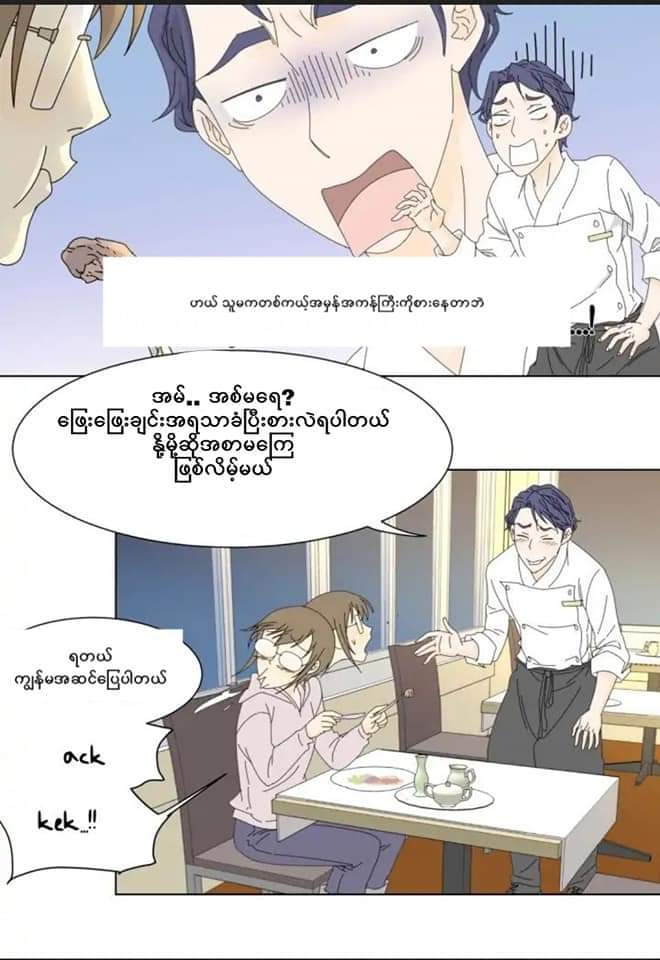 ဟယ် သူမကတစ်ကယ့်အမှန်အကန်ကြီးကိုစားနေတာဘဲ
...!
အမ်.. အစ်မရေ?
ဖြေးဖြေးချင်းအရသာခံပြီးစားလဲရပါတယ်
နို့မို့ဆိုအစာမကြေ
ဖြစ်လိမ့်မယ်
ရတယ်
ကျွန်မအဆင်ပြေပါတယ်
ack
kek...!!